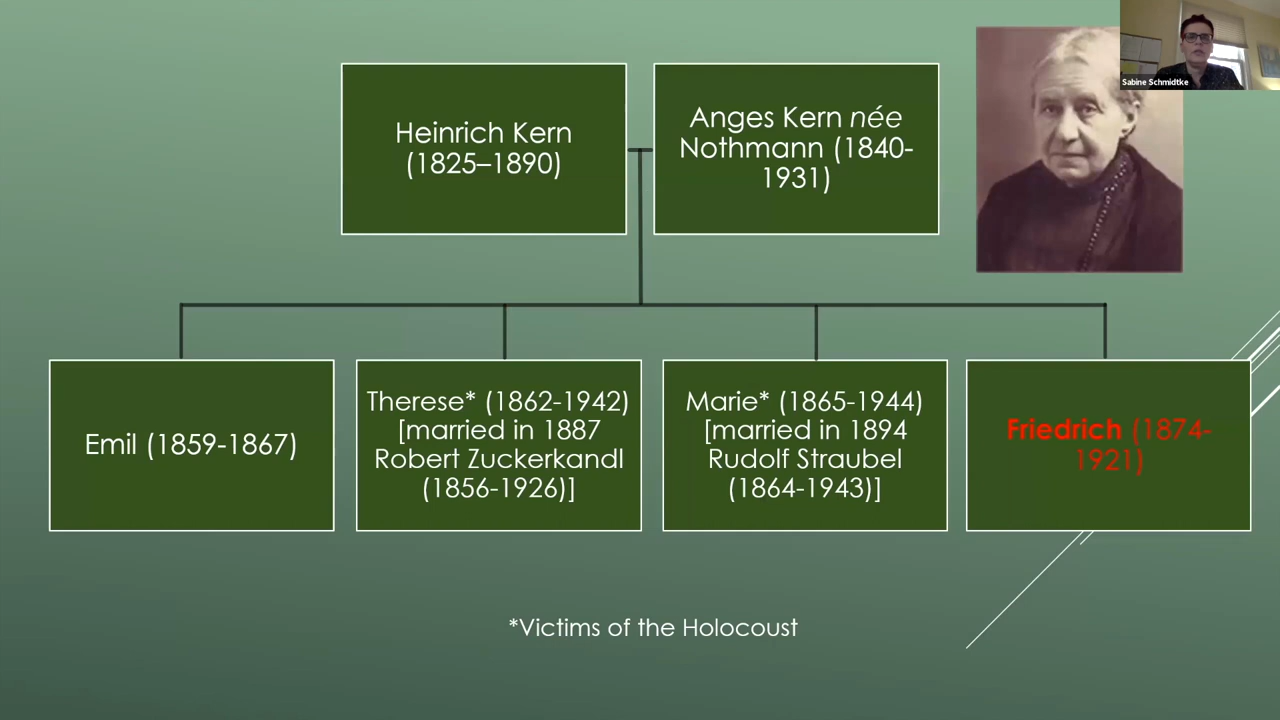 Sabine Schmidtke
Heinrich Kern
(1825–1890)
Anges Kern née
Nothmann (1840-
1931)
Emil (1859-1867)
Therese* (1862-1942)
[married in 1887
Robert Zuckerkandl
(1856-1926)]
Marie* (1865-1944)
[married in 1894
Rudolf Straubel
(1864-1943)]
Friedrich (1874-
1921)
*Victims of the Holocoust